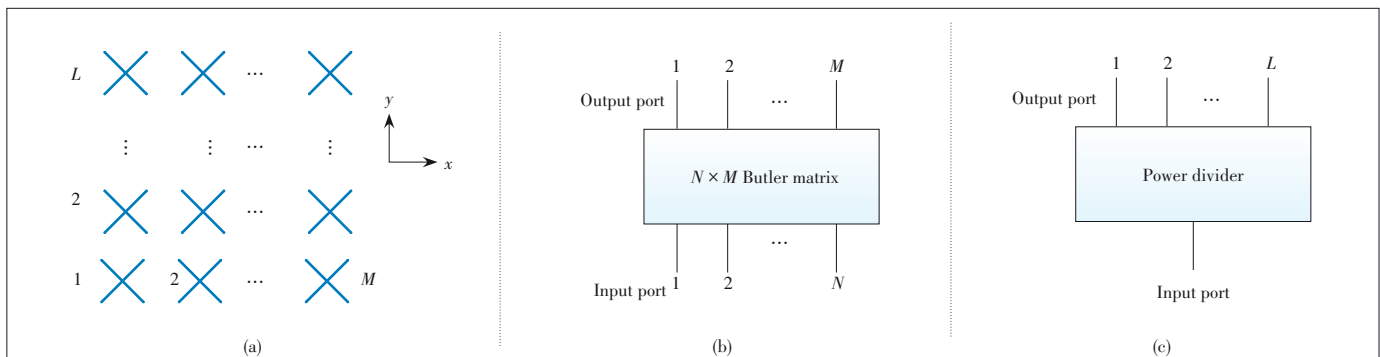 L ...
y
x
⋮ ⋮ ... ⋮
2 ...
1 2 ... M
(a)
1 2 ... M
Output port
N × M Butler matrix
Input port 1 2 ... N
(b)
1 2 ... L
Output port
Power divider
Input port
(c)